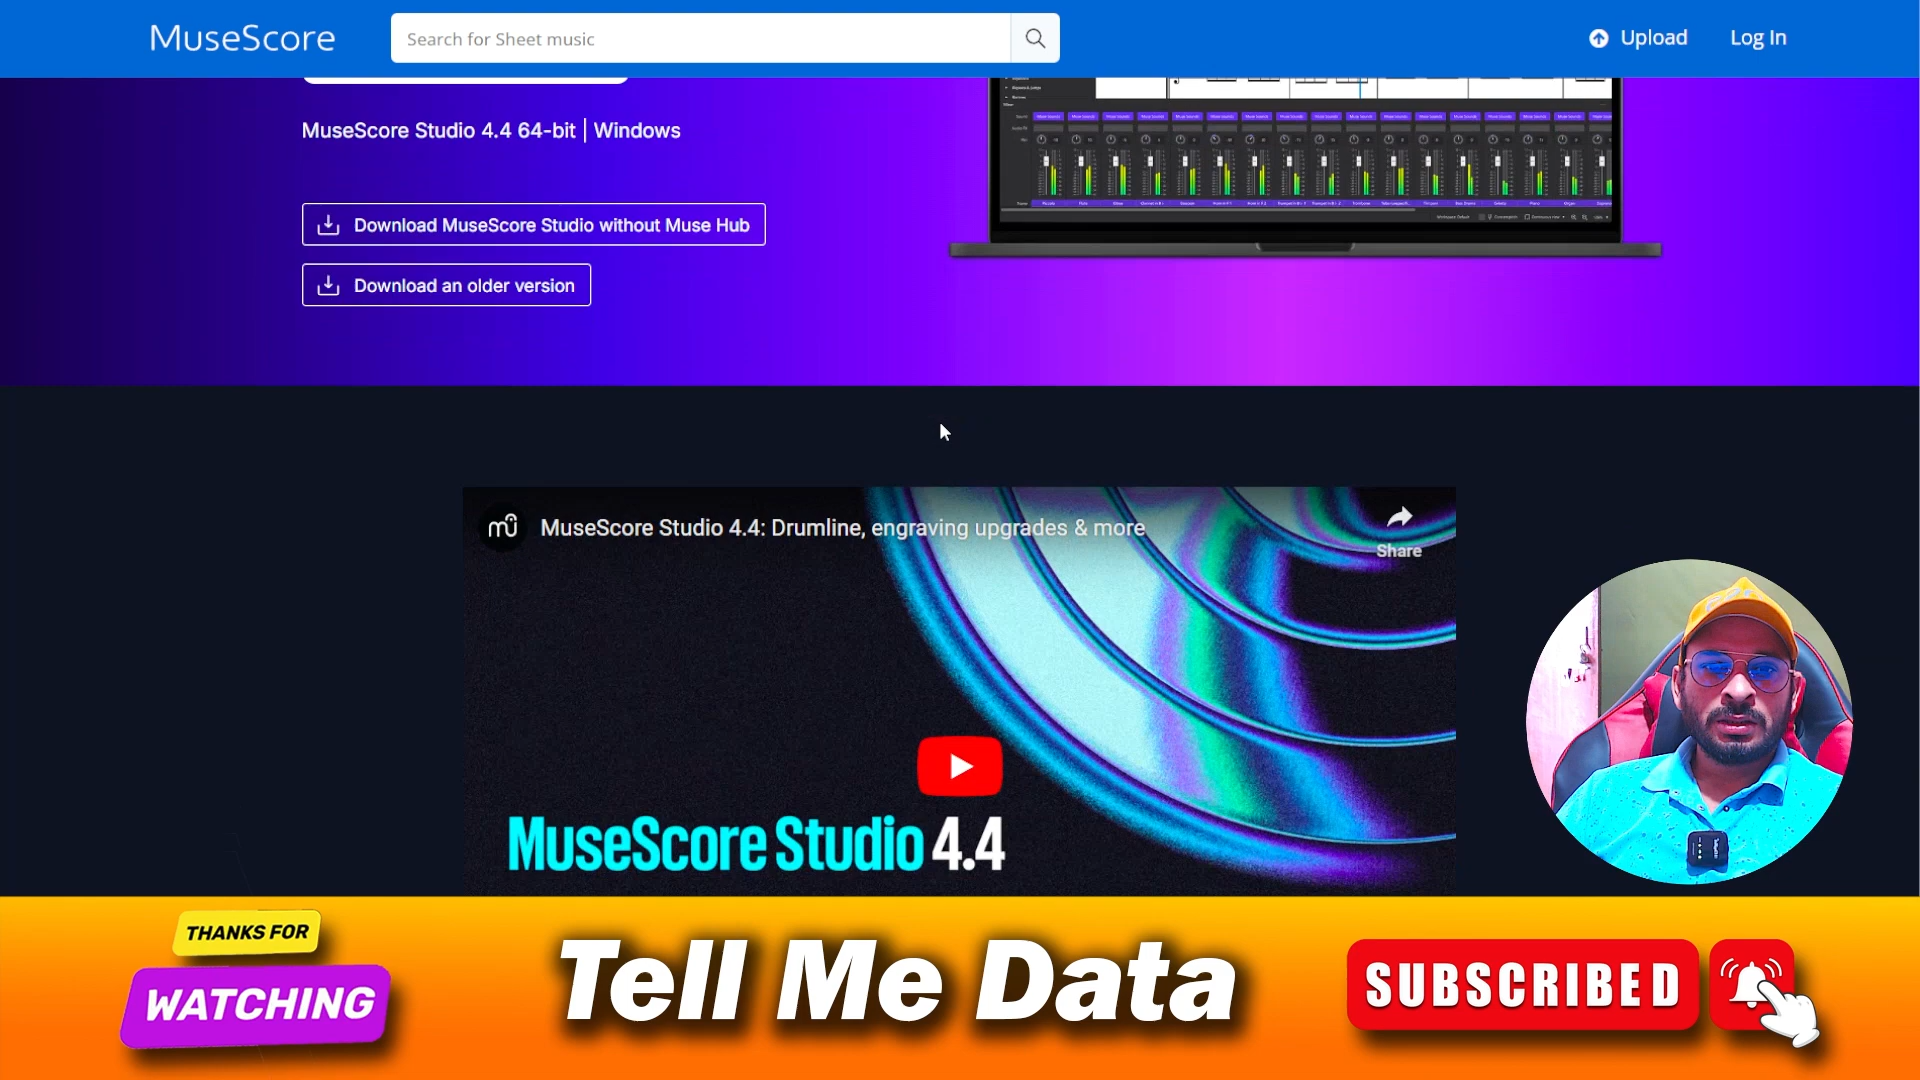 MuseScore
Search for Sheet music
Upload
Log In
MuseScore Studio 4.4 64-bit | Windows
Download MuseScore Studio without Muse Hub
Download an older version
MuseScore Studio 4.4: Drumline, engraving upgrades & more
Share
MuseScore Studio 4.4
THANKS FOR
WATCHING
Tell Me Data
SUBSCRIBED